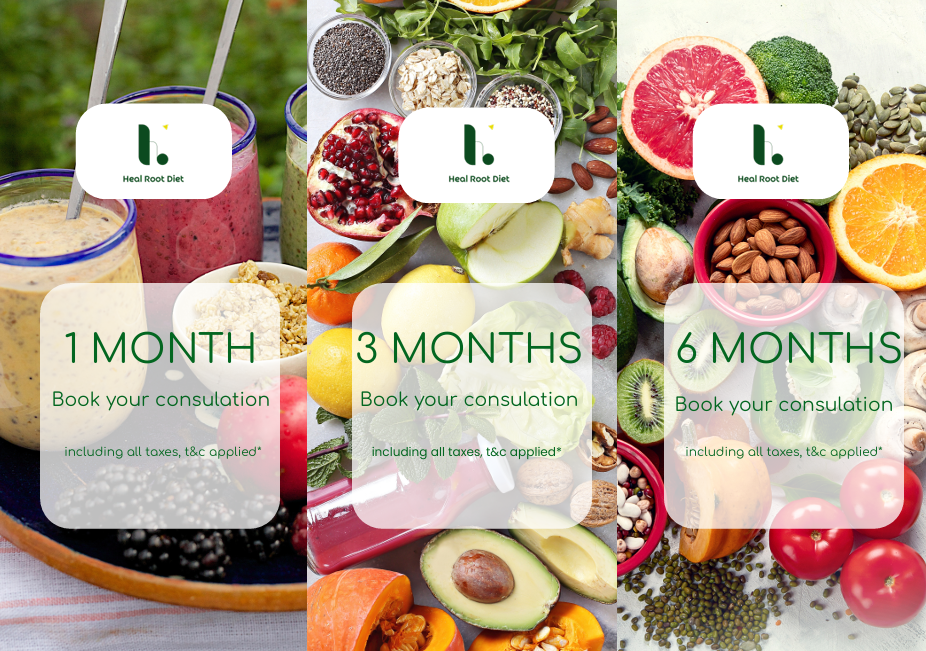 Heal Root Diet
1 MONTH
Book your consulation
including all taxes, t&c applied*
Heal Root Diet
3 MONTHS
Book your consulation
including all taxes, t&c applied*
Heal Root Diet
6 MONTHS
Book your consulation
including all taxes, t&c applied*